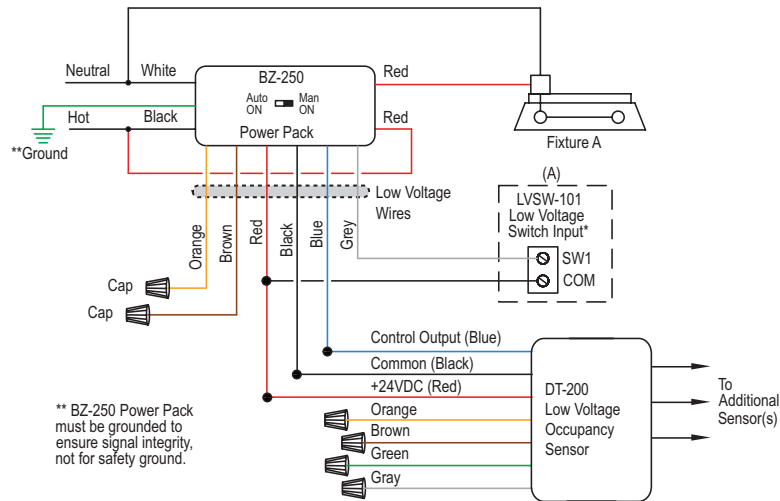 Neutral
White
BZ-250
Red
Auto
ON
Man
ON
Hot
Black
Power Pack
Red
**Ground
Fixture A
Low Voltage
Wires
(A)
LVSW-101
Low Voltage
Switch Input*
SW1
COM
Orange
Brown
Red
Black
Blue
Grey
Cap
Cap
Control Output (Blue)
Common (Black)
+24VDC (Red)
Orange
Brown
Green
Gray
DT-200
Low Voltage
Occupancy
Sensor
To
Additional
Sensor(s)
** BZ-250 Power Pack
must be grounded to
ensure signal integrity,
not for safety ground.